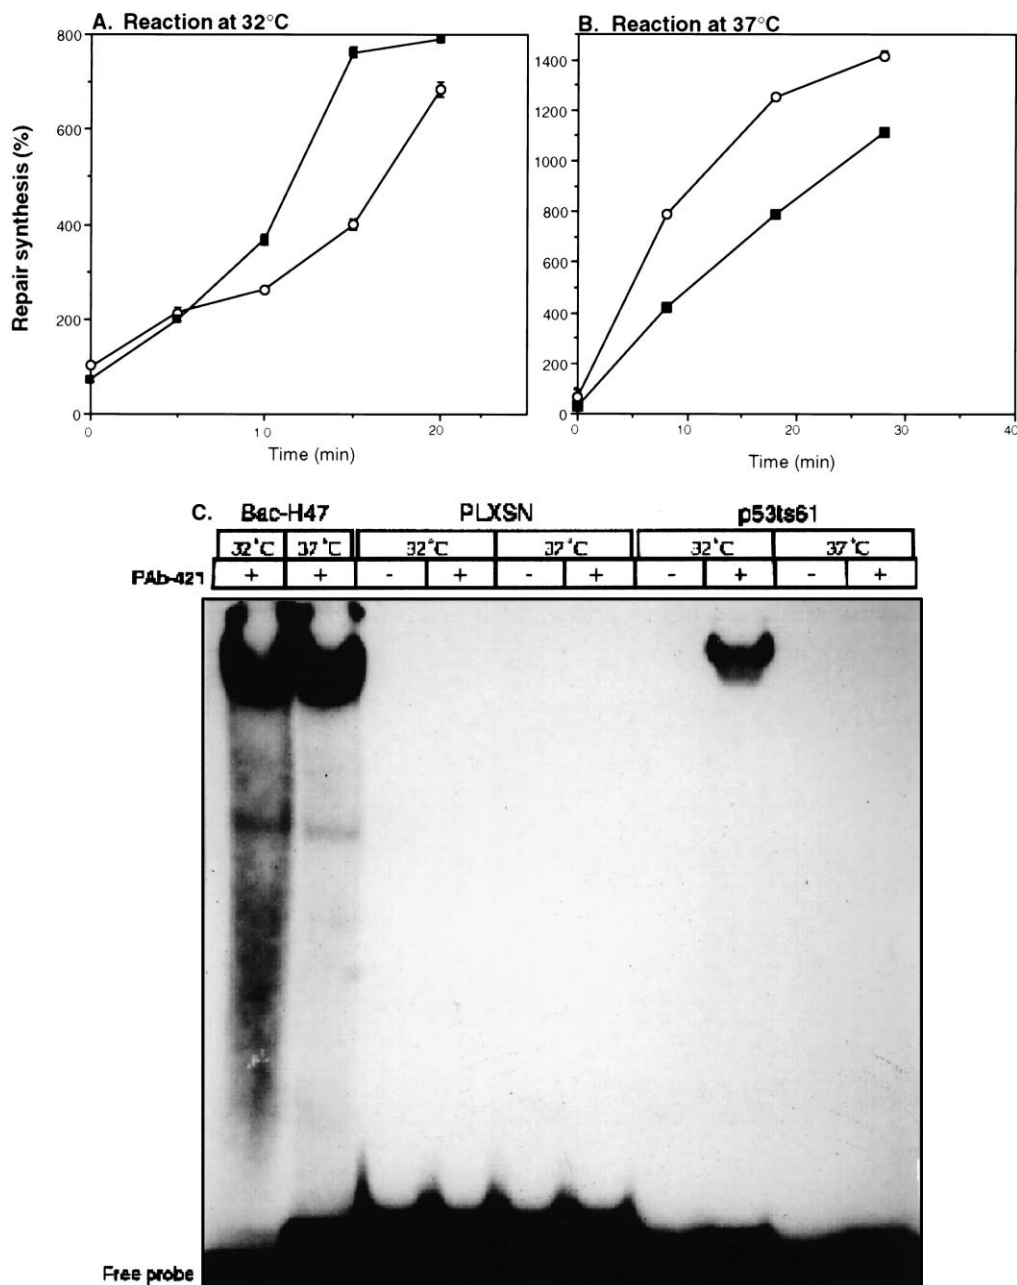 A. Reaction at 32°C
B. Reaction at 37°C
Repair synthesis (%)
800
600
400
200
0
0
10
20
Time (min)
1400
1200
1000
800
600
400
200
0
0
10
20
30
40
Time (min)
C. Bac-H47 PLXSN p53ts61
32°C 37°C 32°C 37°C 32°C 37°C
PAb-421 + + - + - + - + - +
Free probe